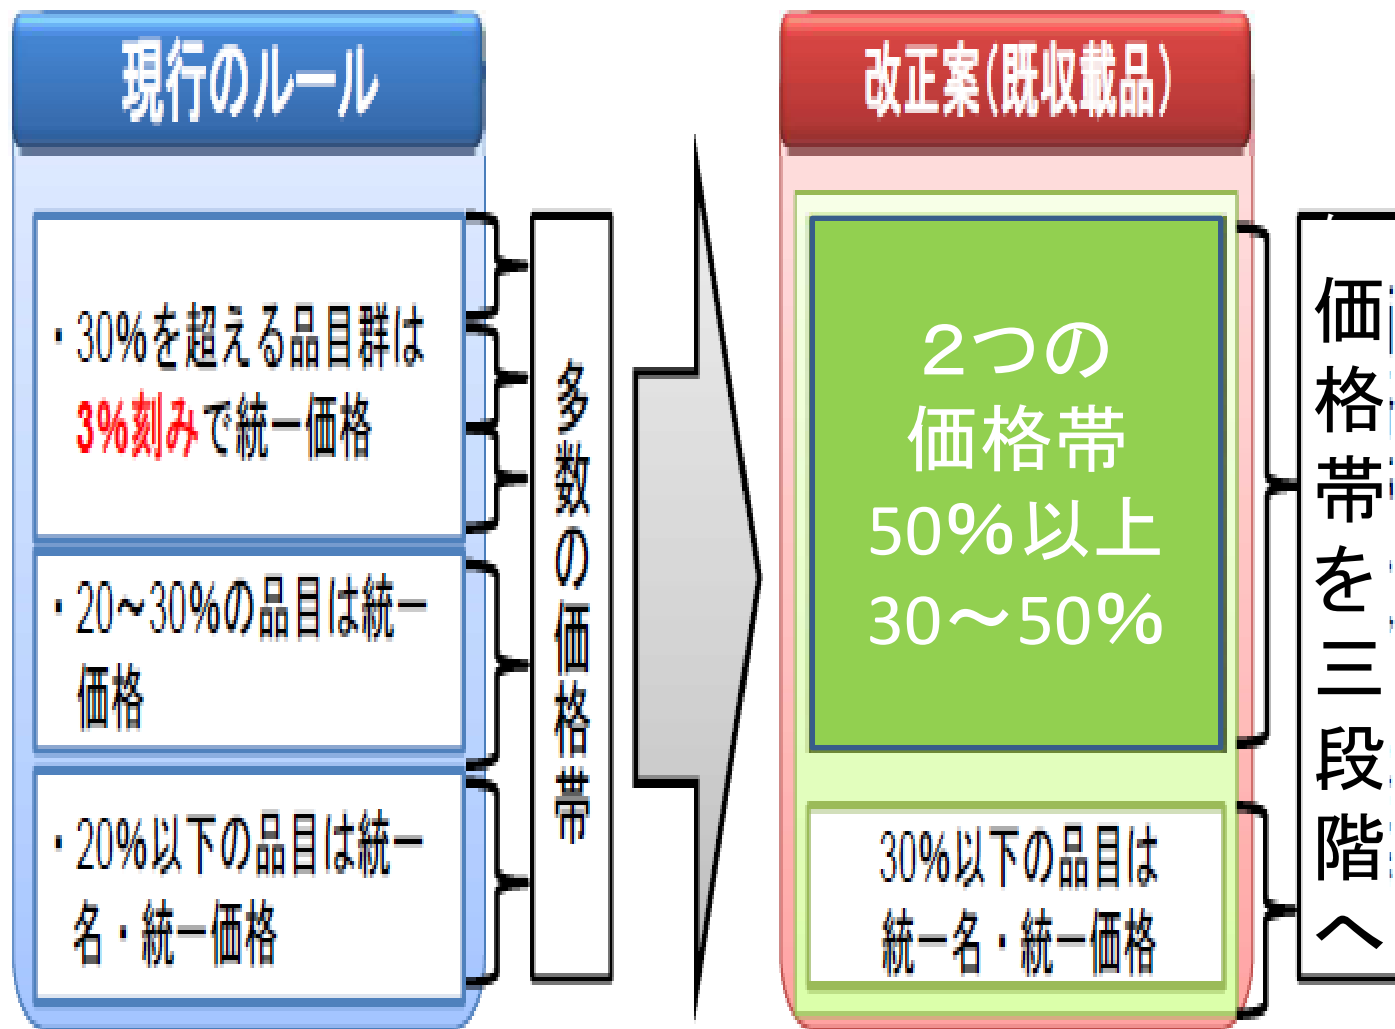 現行のルール
・30%を超える品目群は
3%刻みで統一価格
・20～30%の品目は統一
価格
・20%以下の品目は統一
名・統一価格
多数の価格帯
改正案(既収載品)
２つの
価格帯
50%以上
30～50%
30%以下の品目は
統一名・統一価格
価格帯を三段階へ